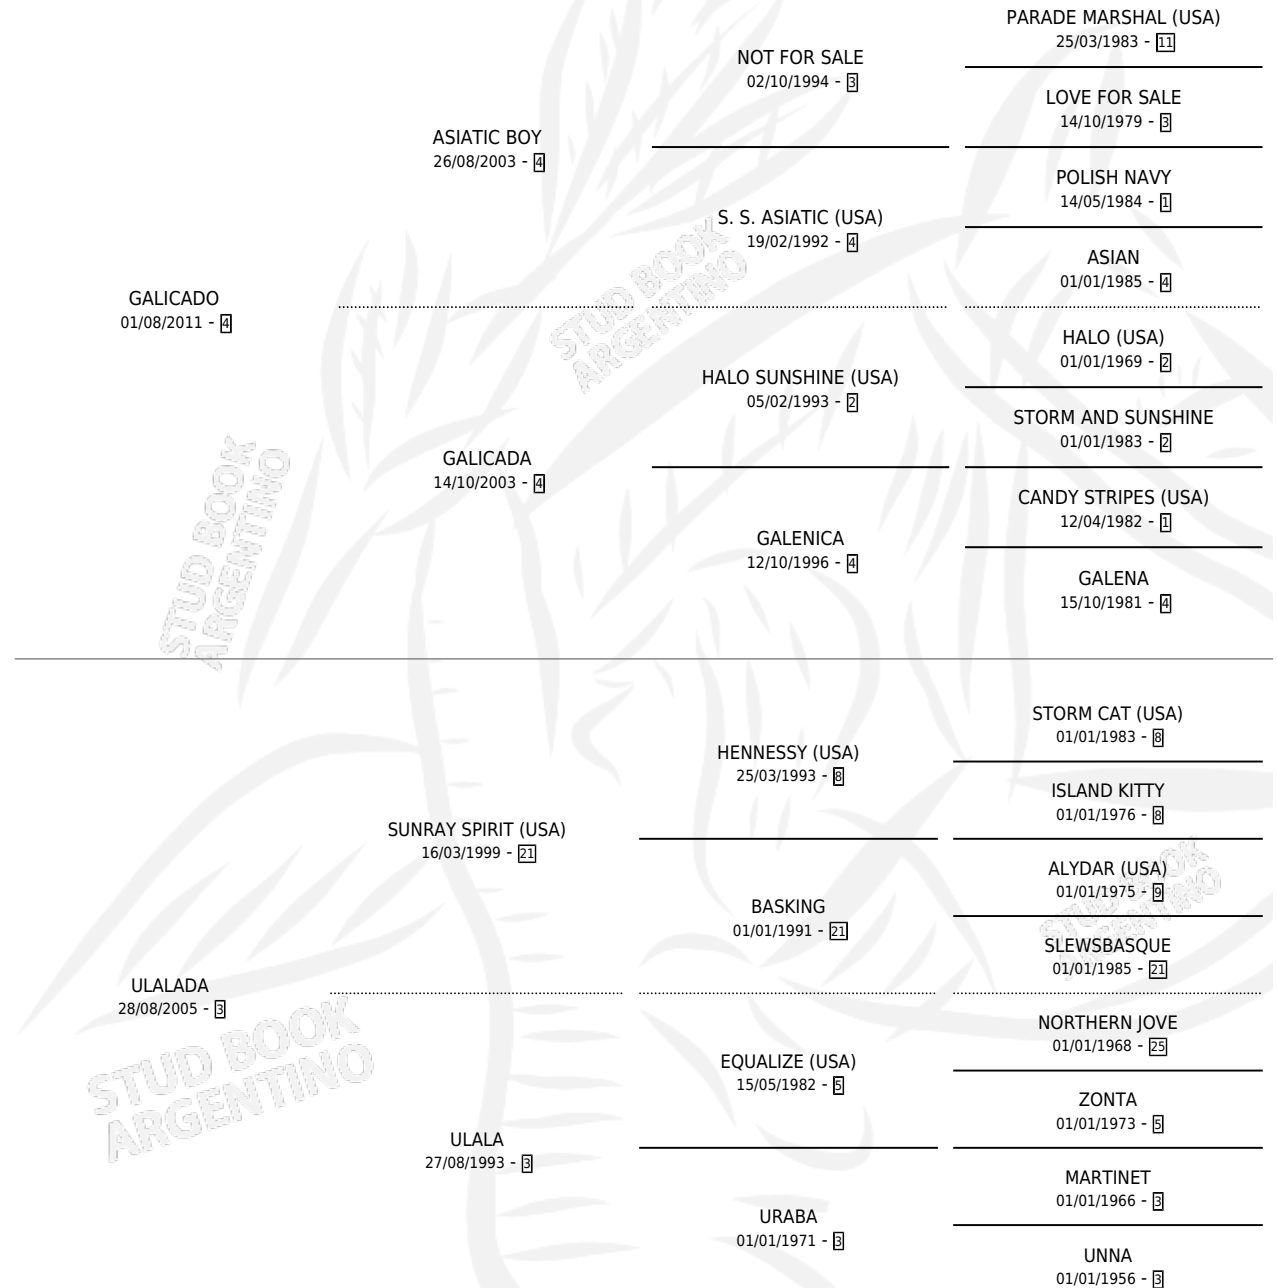 PARADE MARSHAL (USA)
25/03/1983 - 11
NOT FOR SALE
02/10/1994 - 3
LOVE FOR SALE
14/10/1979 - 3
ASIATIC BOY
26/08/2003 - 4
POLISH NAVY
14/05/1984 - 1
S. S. ASIATIC (USA)
19/02/1992 - 4
ASIAN
01/01/1985 - 4
GALICADO
01/08/2011 - 4
HALO (USA)
01/01/1969 - 2
HALO SUNSHINE (USA)
05/02/1993 - 2
STORM AND SUNSHINE
01/01/1983 - 2
GALICADA
14/10/2003 - 4
CANDY STRIPES (USA)
12/04/1982 - 1
GALENICA
12/10/1996 - 4
GALENA
15/10/1981 - 4
STUD BOOK
ARGENTINO
STUD BOOK
ARGENTINO
STORM CAT (USA)
01/01/1983 - 8
HENNESSY (USA)
25/03/1993 - 8
ISLAND KITTY
01/01/1976 - 8
SUNRAY SPIRIT (USA)
16/03/1999 - 21
ALYDAR (USA)
01/01/1975 - 9
BASKING
01/01/1991 - 21
SLEWSBASQUE
01/01/1985 - 21
ULALADA
28/08/2005 - 3
NORTHERN JOVE
01/01/1968 - 25
EQUALIZE (USA)
15/05/1982 - 5
ZONTA
01/01/1973 - 5
ULALA
27/08/1993 - 3
MARTINET
01/01/1966 - 3
URABA
01/01/1971 - 3
UNNA
01/01/1956 - 3
STUD BOOK
ARGENTINO
STUD BOOK
ARGENTINO